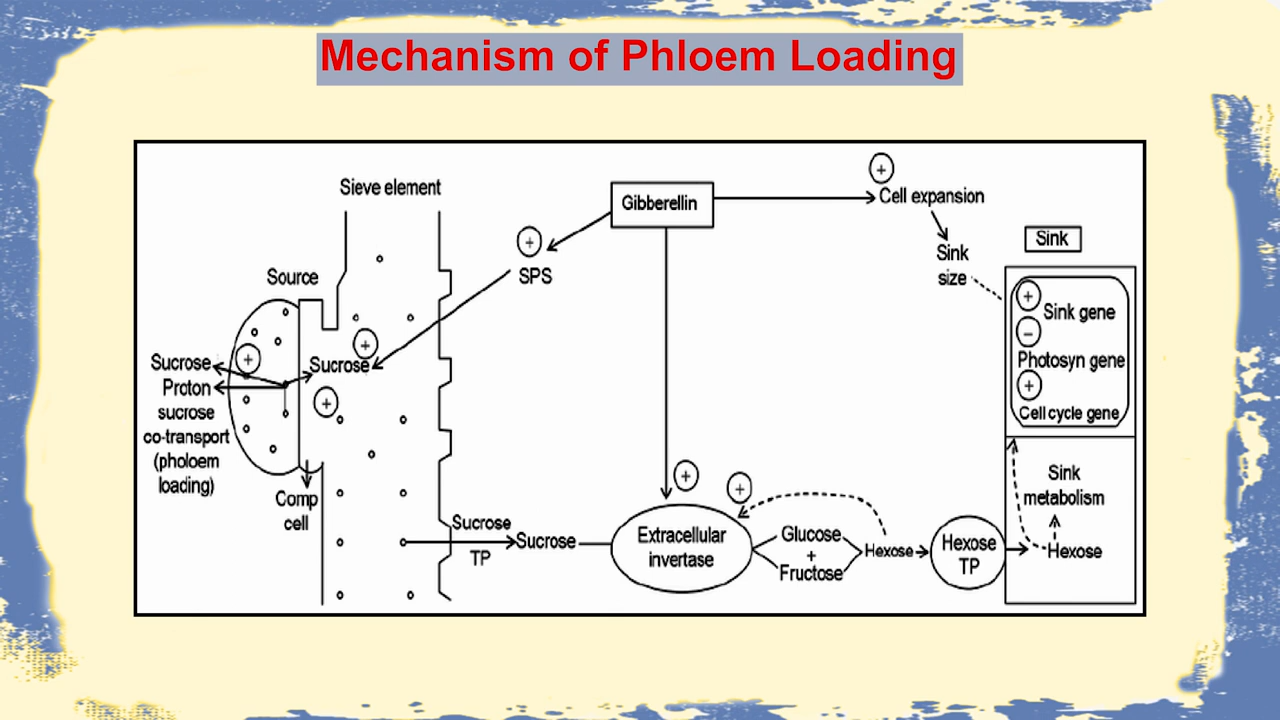 Mechanism of Phloem Loading
Sieve element
Gibberellin
+
Cell expansion
Sink
size
Sink
+
SPS
Source
+
Sucrose
Proton
sucrose
co-transport
(pholoem
loading)
+
Sucrose
+
Comp
cell
+
Sink gene
−
Photosyn gene
+
Cell cycle gene
Sucrose
TP
Sucrose
+
+
Extracellular
invertase
Glucose
+
Fructose
Hexose
Hexose
TP
Sink
metabolism
Hexose